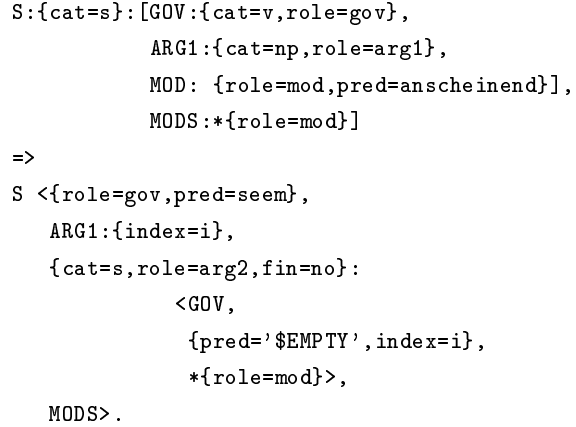 S:{cat=s}:[GOV:{cat=v,role=gov},
ARG1:{cat=np,role=arg1},
MOD: {role=mod,pred=anscheinend}],
MODS:*{role=mod}]
=>
S <{role=gov,pred=seem},
ARG1:{index=i},
{cat=s,role=arg2,fin=no}:
<GOV,
{pred='$EMPTY',index=i},
*{role=mod}>,
MODS>.